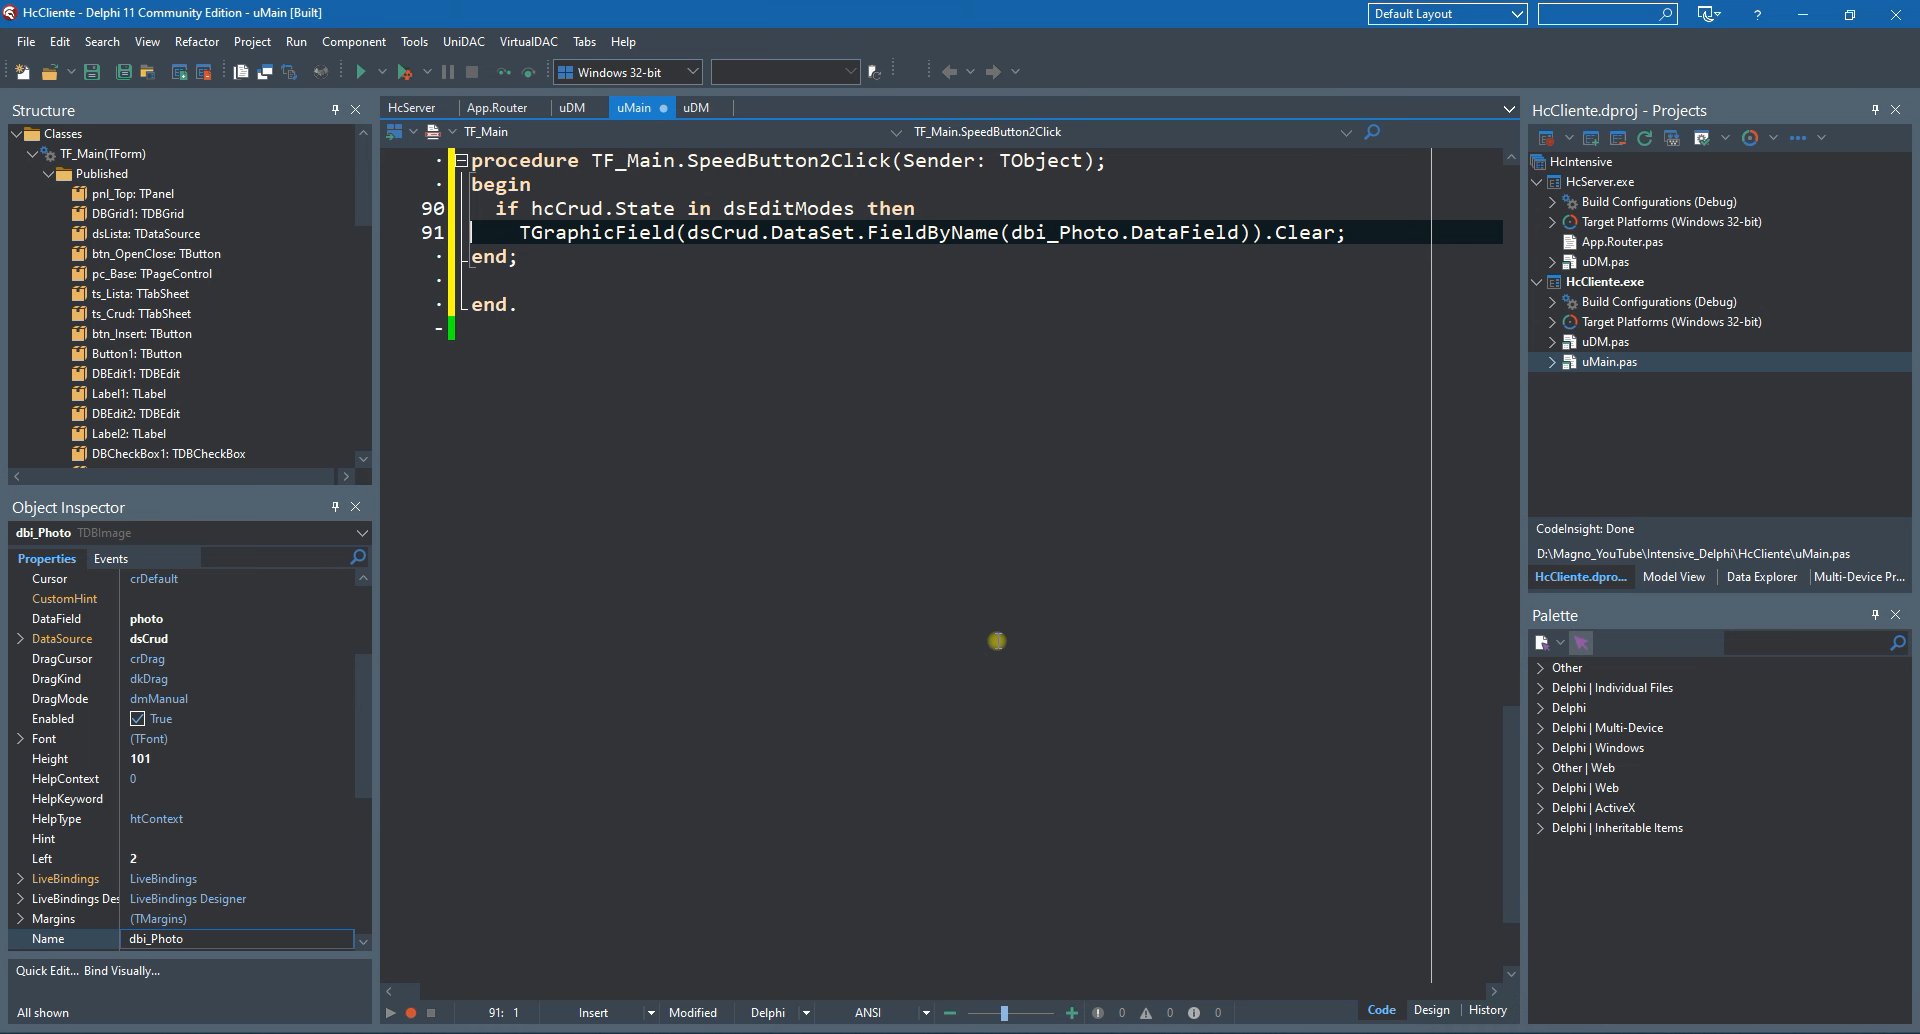 HcCliente - Delphi 11 Community Edition - uMain [Built]
Default Layout
?
File Edit Search View Refactor Project Run Component Tools UniDAC VirtualDAC Tabs Help
Windows 32-bit
Structure
Classes
TF_Main(TForm)
Published
pnl_Top: TPanel
DBGrid1: TDBGrid
dsLista: TDataSource
btn_OpenClose: TButton
pc_Base: TPageControl
ts_Lista: TTabSheet
ts_Crud: TTabSheet
btn_Insert: TButton
Button1: TButton
DBEdit1: TDBEdit
Label1: TLabel
DBEdit2: TDBEdit
Label2: TLabel
DBCheckBox1: TDBCheckBox
Object Inspector
dbi_Photo TDBImage
Properties Events
Cursor crDefault
CustomHint
DataField photo
DataSource dsCrud
DragCursor crDrag
DragKind dkDrag
DragMode dmManual
Enabled True
Font (TFont)
Height 101
HelpContext 0
HelpKeyword
HelpType htContext
Hint
Left 2
LiveBindings LiveBindings
LiveBindings Des LiveBindings Designer
Margins (TMargins)
Name dbi_Photo
Quick Edit... Bind Visually...
All shown
HcServer App.Router uDM uMain uDM
TF_Main TF_Main.SpeedButton2Click
procedure TF_Main.SpeedButton2Click(Sender: TObject);
begin
90 if hcCrud.State in dsEditModes then
91 TGraphicField(dsCrud.DataSet.FieldByName(dbi_Photo.DataField)).Clear;
end;
end.
91: 1 Insert Modified Delphi ANSI 0 0 0 Code Design History
HcCliente.dproj - Projects
HcIntensive
HcServer.exe
Build Configurations (Debug)
Target Platforms (Windows 32-bit)
App.Router.pas
uDM.pas
HcCliente.exe
Build Configurations (Debug)
Target Platforms (Windows 32-bit)
uDM.pas
uMain.pas
CodeInsight: Done
D:\Magno_YouTube\Intensive_Delphi\HcCliente\uMain.pas
HcCliente.dpro... Model View Data Explorer Multi-Device Pr...
Palette
Other
Delphi | Individual Files
Delphi
Delphi | Multi-Device
Delphi | Windows
Other | Web
Delphi | Web
Delphi | ActiveX
Delphi | Inheritable Items